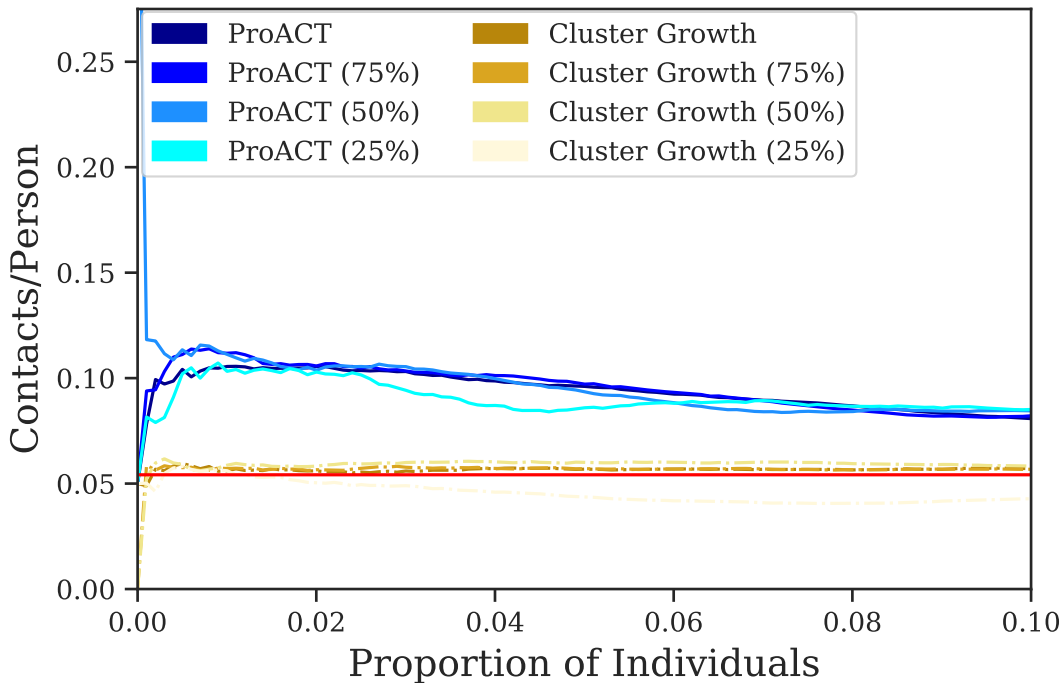 ProACT
ProACT (75%)
ProACT (50%)
ProACT (25%)
Cluster Growth
Cluster Growth (75%)
Cluster Growth (50%)
Cluster Growth (25%)
Contacts/Person
0.25
0.20
0.15
0.10
0.05
0.00
0.00 0.02 0.04 0.06 0.08 0.10
Proportion of Individuals